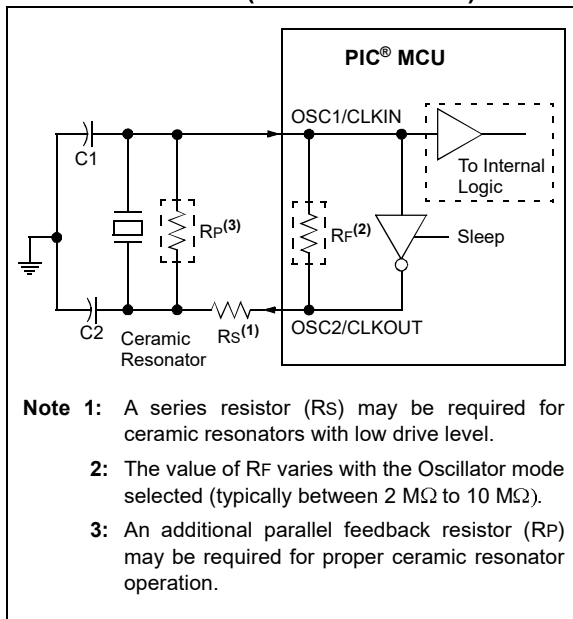 PIC® MCU
OSC1/CLKIN
C1
To Internal
Logic
RP(3)
RF(2)
Sleep
C2
Ceramic
Resonator
RS(1)
OSC2/CLKOUT
Note 1: A series resistor (RS) may be required for
ceramic resonators with low drive level.
2: The value of RF varies with the Oscillator mode
selected (typically between 2 MΩ to 10 MΩ).
3: An additional parallel feedback resistor (RP)
may be required for proper ceramic resonator
operation.